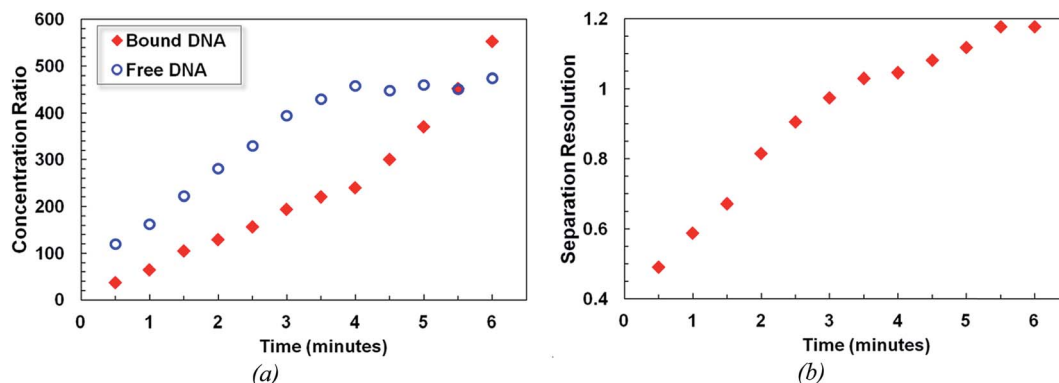 600
500
400
300
200
100
0
Concentration Ratio
Bound DNA
Free DNA
0 1 2 3 4 5 6
Time (minutes)
(a)
1.2
1
0.8
0.6
0.4
Separation Resolution
0 1 2 3 4 5 6
Time (minutes)
(b)